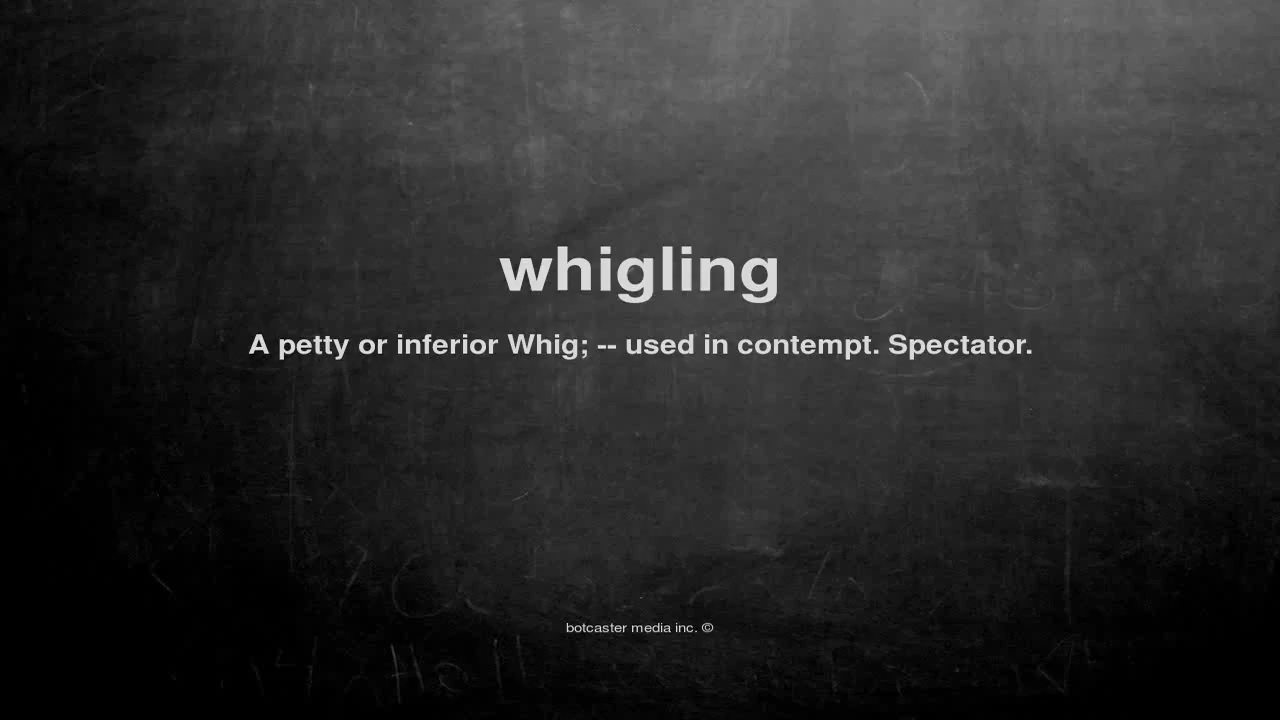 whigling
A petty or inferior Whig; -- used in contempt. Spectator.
botcaster media inc. ©